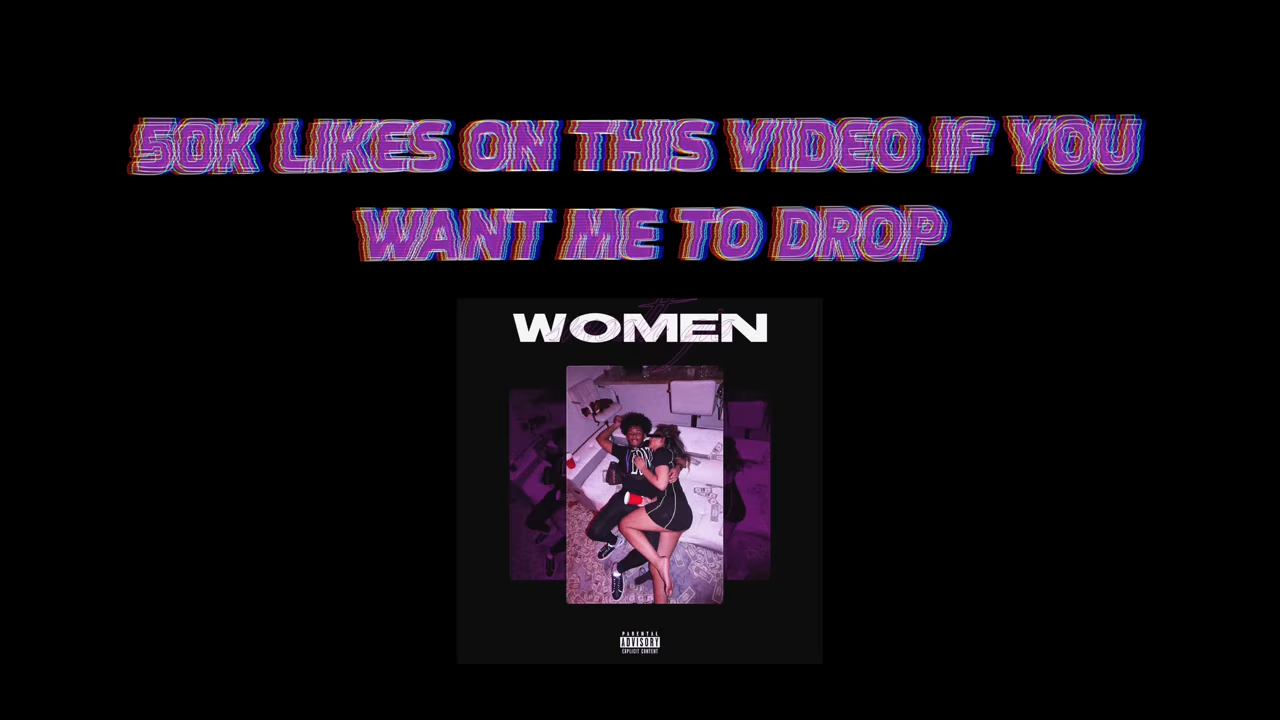 50K LIKES ON THIS VIDEO IF YOU
WANT ME TO DROP
WOMEN
PARENTAL
ADVISORY
EXPLICIT CONTENT